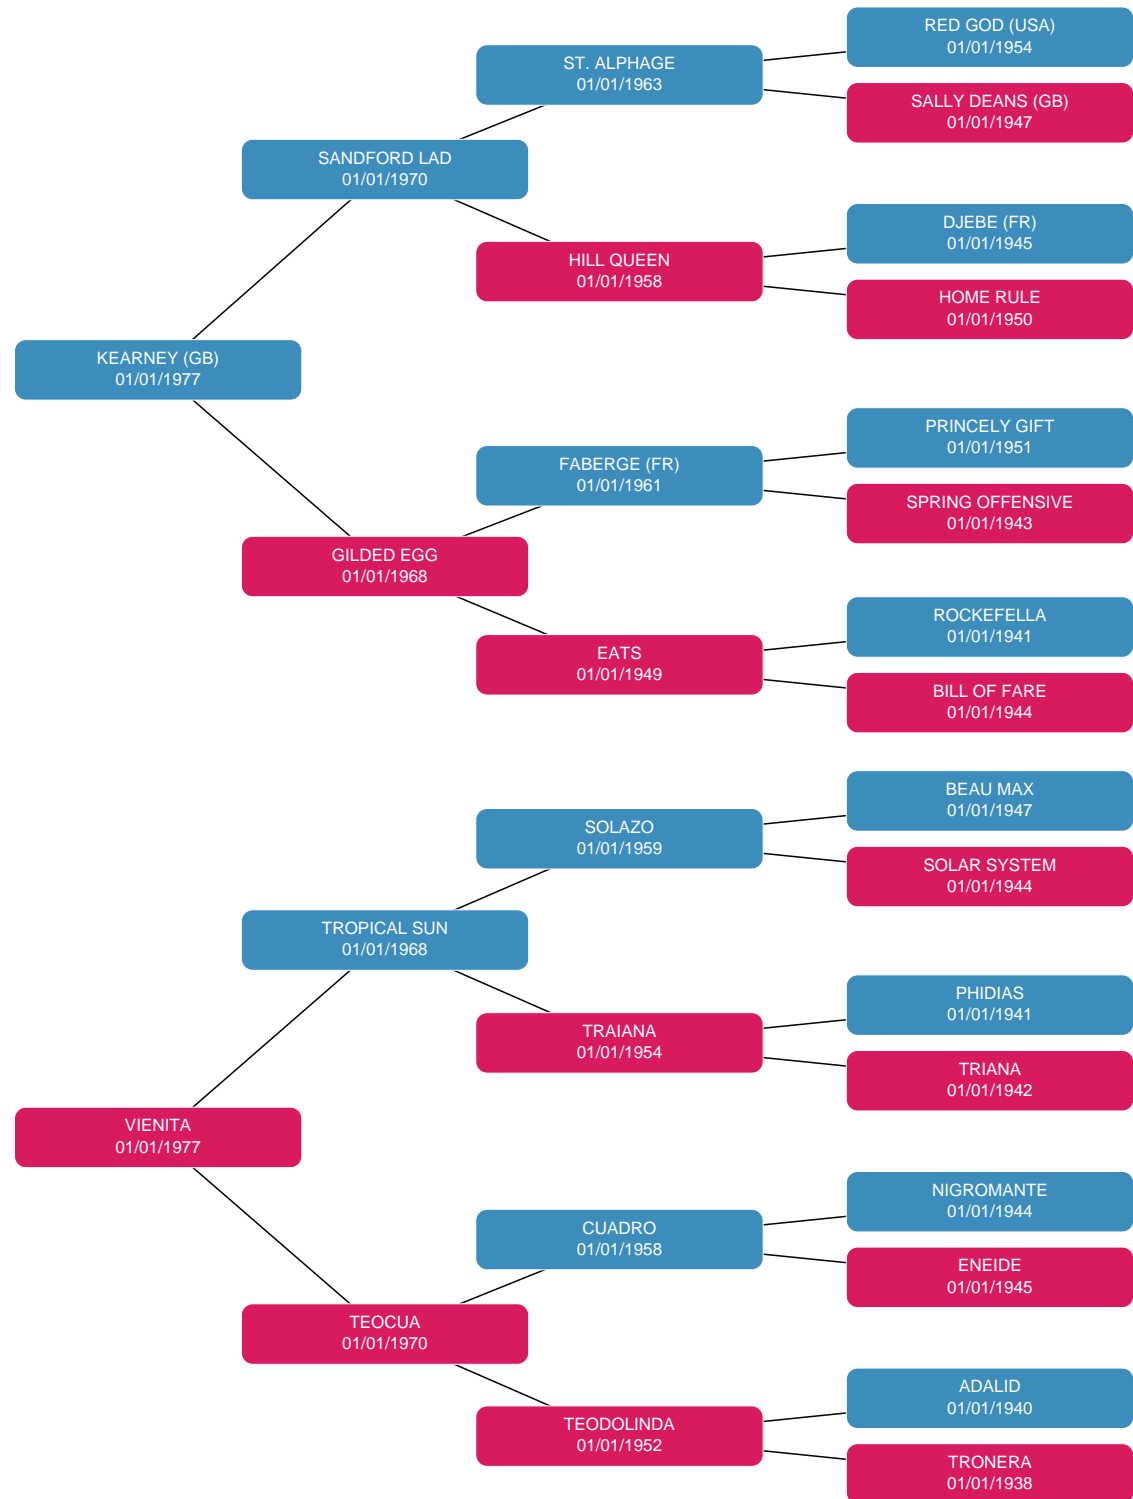 RED GOD (USA)
01/01/1954
ST. ALPHAGE
01/01/1963
SALLY DEANS (GB)
01/01/1947
SANDFORD LAD
01/01/1970
DJEBE (FR)
01/01/1945
HILL QUEEN
01/01/1958
HOME RULE
01/01/1950
KEARNEY (GB)
01/01/1977
PRINCELY GIFT
01/01/1951
FABERGE (FR)
01/01/1961
SPRING OFFENSIVE
01/01/1943
GILDED EGG
01/01/1968
ROCKEFELLA
01/01/1941
EATS
01/01/1949
BILL OF FARE
01/01/1944
BEAU MAX
01/01/1947
SOLAZO
01/01/1959
SOLAR SYSTEM
01/01/1944
TROPICAL SUN
01/01/1968
PHIDIAS
01/01/1941
TRAIANA
01/01/1954
TRIANA
01/01/1942
VIENITA
01/01/1977
NIGROMANTE
01/01/1944
CUADRO
01/01/1958
ENEIDE
01/01/1945
TEOCUA
01/01/1970
ADALID
01/01/1940
TEODOLINDA
01/01/1952
TRONERA
01/01/1938